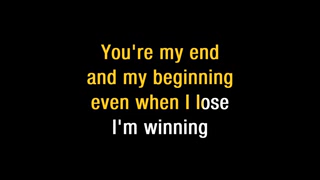 You're my end
and my beginning
even when I lose
I'm winning